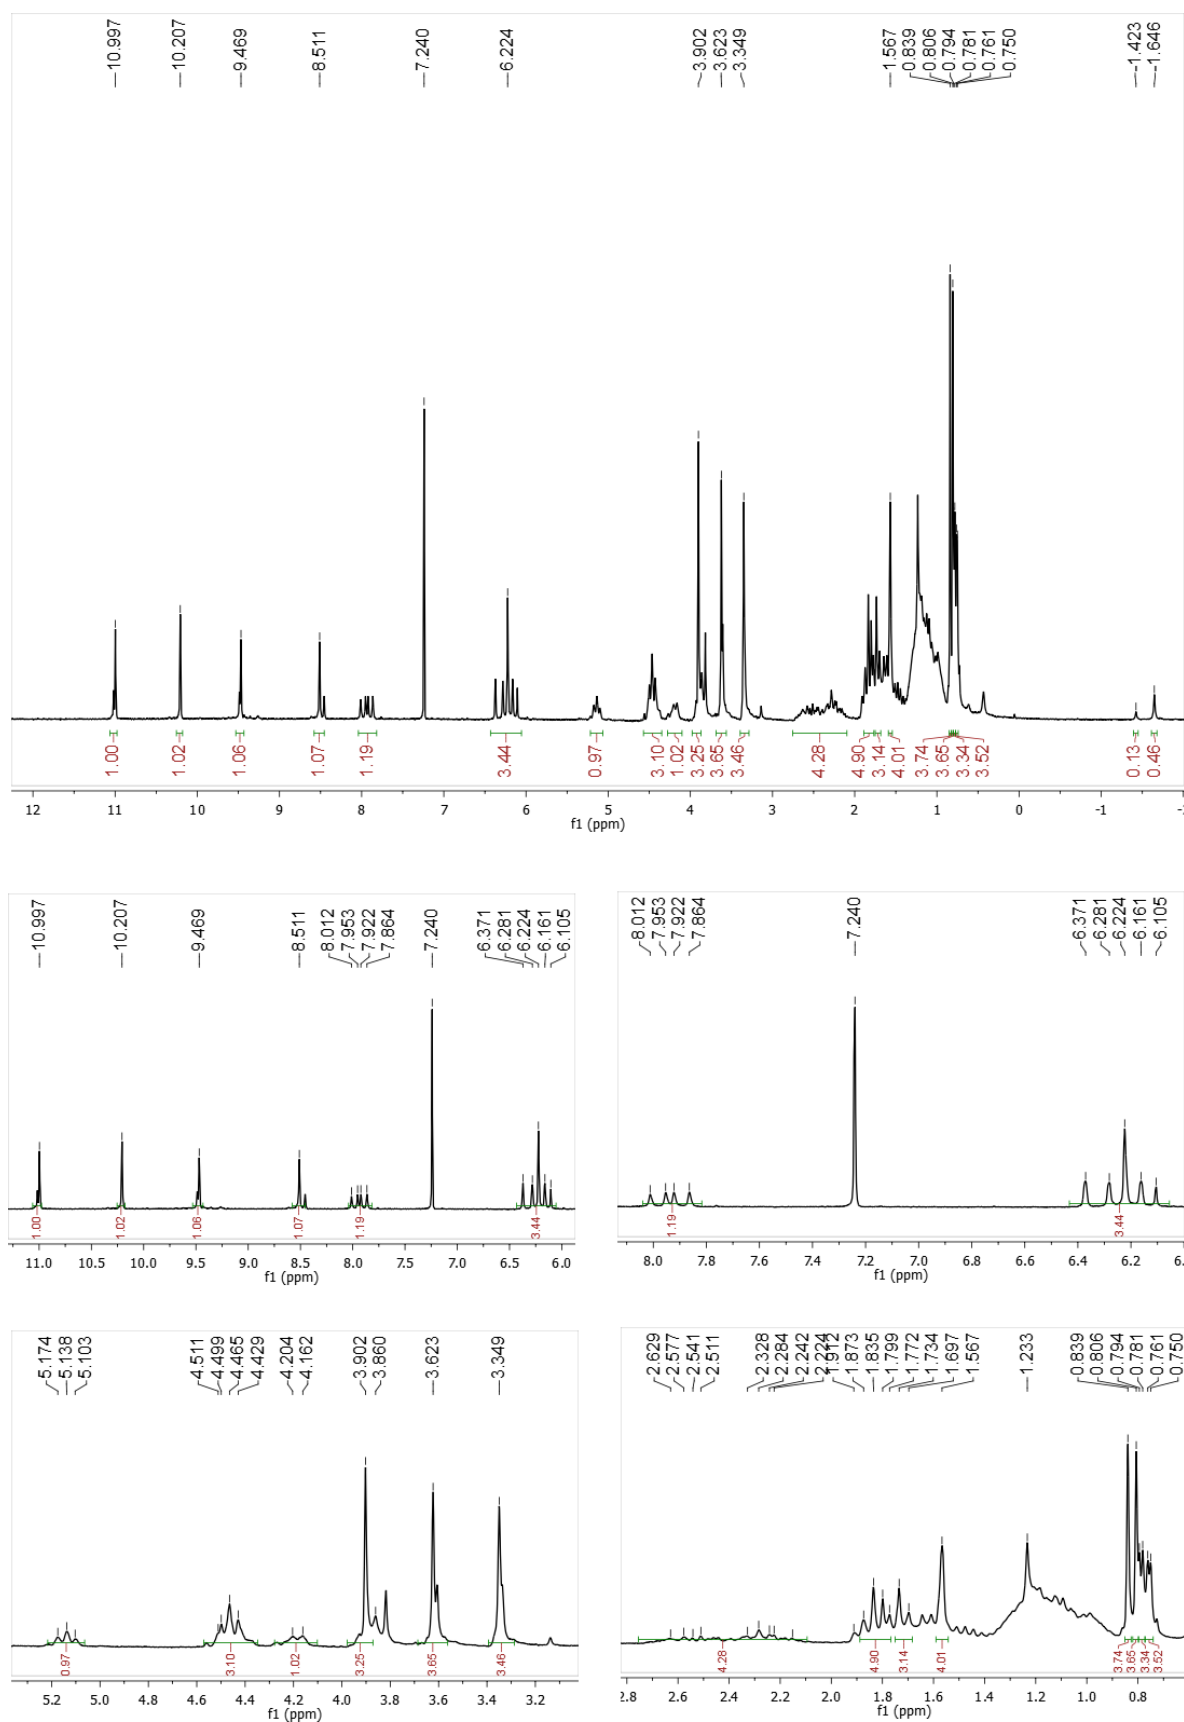 10.997 10.207 9.469 8.511 7.240 6.224 3.902 3.623 3.349 1.567 0.839 0.806 0.794 0.781 0.761 0.750 -1.423 -1.646
1.00 1.02 1.06 1.07 1.19 3.44 0.97 3.10 1.02 3.25 3.65 3.46 4.28 4.90 3.14 4.01 3.74 3.65 3.34 3.52 0.13 0.46
12 11 10 9 8 7 6 5 4 3 2 1 0 -1
f1 (ppm)
10.997 10.207 9.469 8.511 8.012 7.953 7.922 7.864 7.240 6.371 6.281 6.224 6.161 6.105
1.00 1.02 1.06 1.07 1.19 3.44
11.0 10.5 10.0 9.5 9.0 8.5 8.0 7.5 7.0 6.5 6.0
f1 (ppm)
8.012 7.953 7.922 7.864 7.240 6.371 6.281 6.224 6.161 6.105
1.19 3.44
8.0 7.8 7.6 7.4 7.2 7.0 6.8 6.6 6.4 6.2
f1 (ppm)
5.174 5.138 5.103 4.511 4.499 4.465 4.429 4.204 4.162 3.902 3.860 3.623 3.349
0.97 3.10 1.02 3.25 3.65 3.46
5.2 5.0 4.8 4.6 4.4 4.2 4.0 3.8 3.6 3.4 3.2
f1 (ppm)
2.629 2.577 2.541 2.511 2.328 2.284 2.242 2.224 1.912 1.873 1.835 1.799 1.772 1.734 1.697 1.567 1.233 0.839 0.806 0.794 0.781 0.761 0.750
4.28 4.90 3.14 4.01 3.74 3.65 3.34 3.52
2.8 2.6 2.4 2.2 2.0 1.8 1.6 1.4 1.2 1.0 0.8
f1 (ppm)